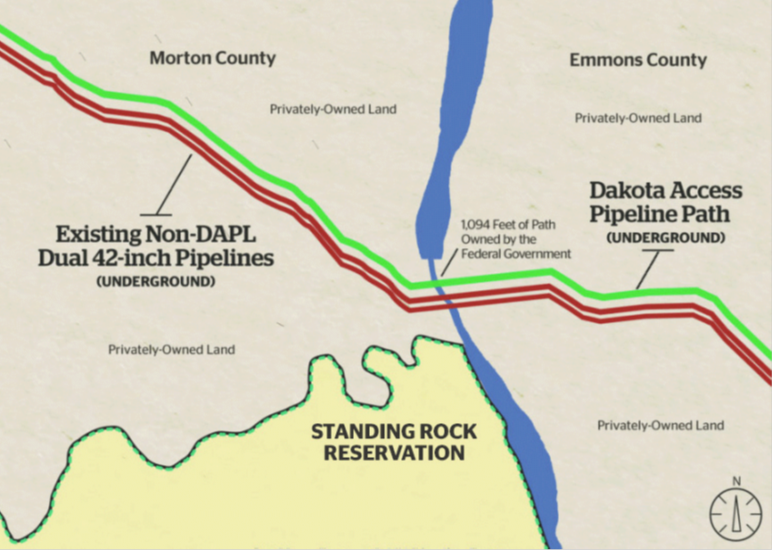 Morton County
Emmons County
Privately-Owned Land
Privately-Owned Land
Dakota Access
Pipeline Path
(UNDERGROUND)
1,094 Feet of Path
Owned by the
Federal Government
Existing Non-DAPL
Dual 42-inch Pipelines
(UNDERGROUND)
Privately-Owned Land
STANDING ROCK
RESERVATION
Privately-Owned Land
N